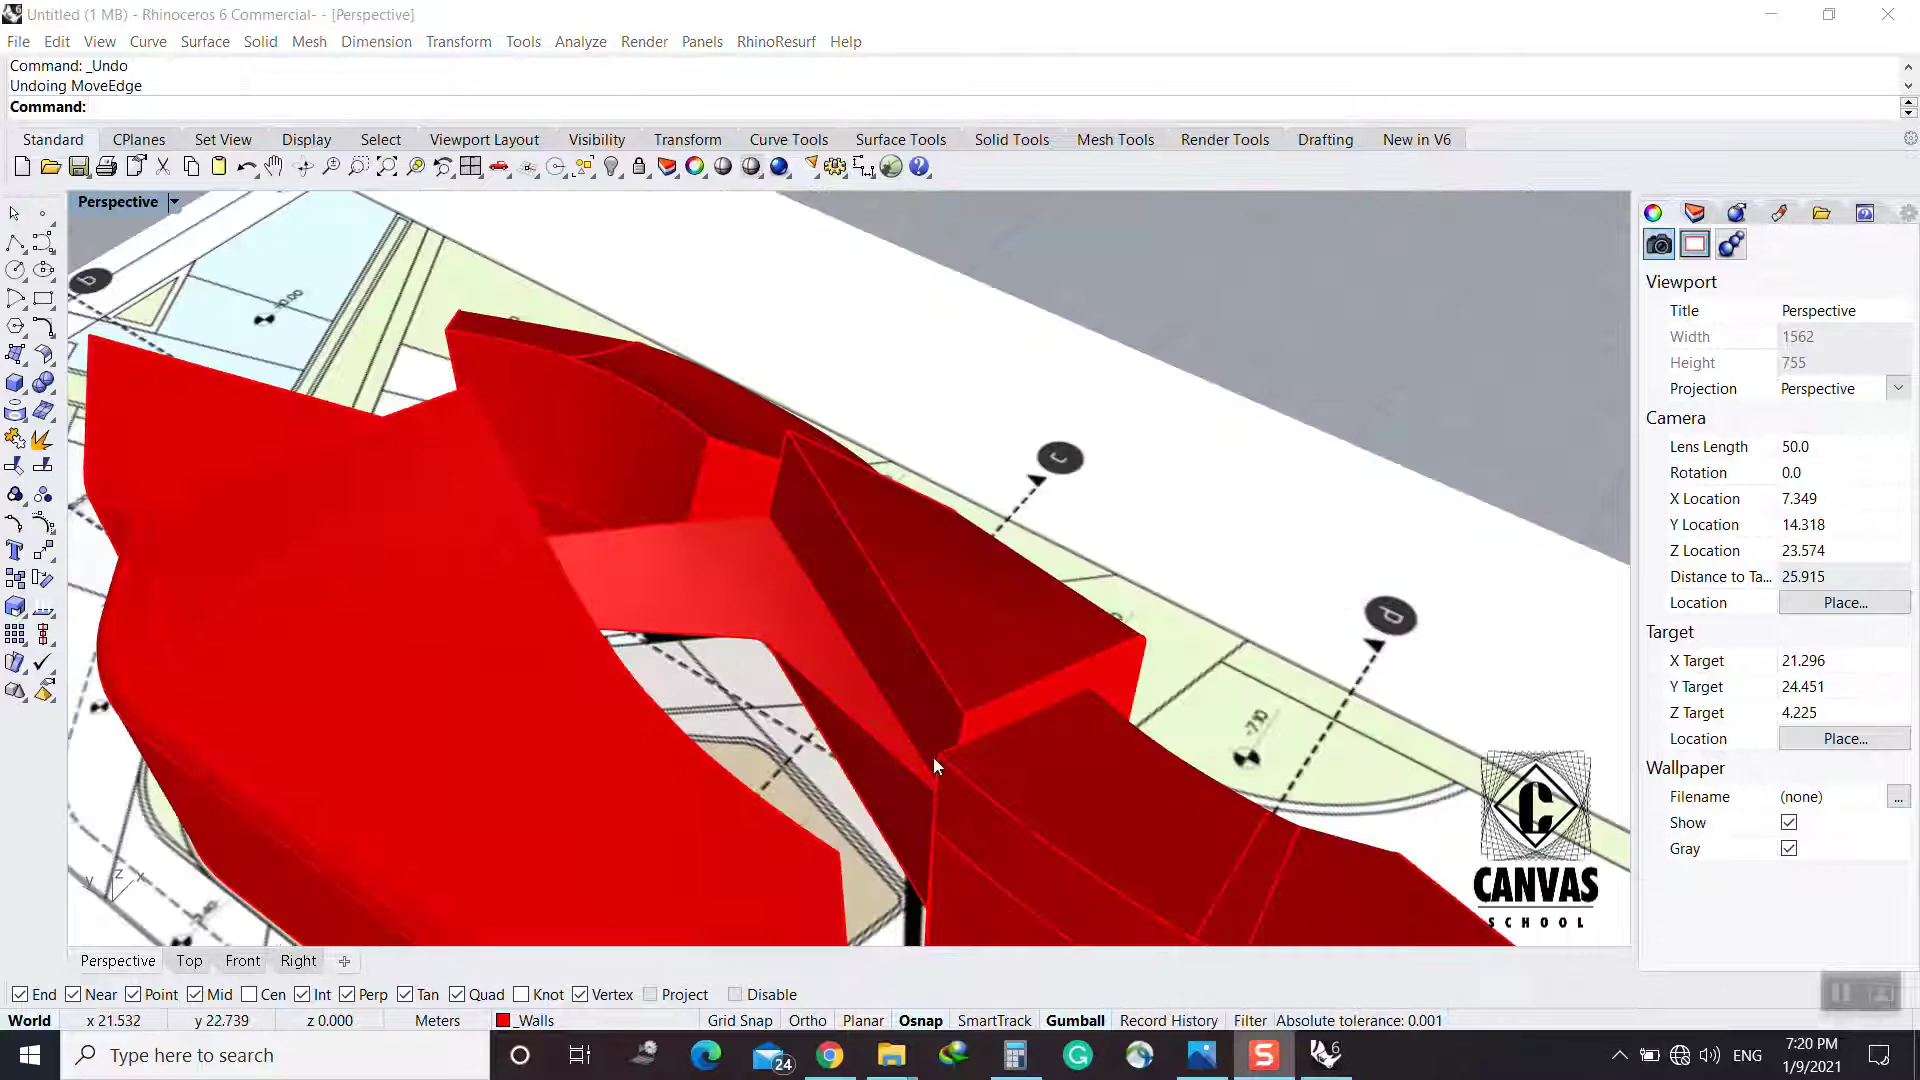 Untitled (1 MB) - Rhinoceros 6 Commercial- - [Perspective]
File Edit View Curve Surface Solid Mesh Dimension Transform Tools Analyze Render Panels RhinoResurf Help
Command: _Undo
Undoing MoveEdge
Command:
Standard CPlanes Set View Display Select Viewport Layout Visibility Transform Curve Tools Surface Tools Solid Tools Mesh Tools Render Tools Drafting New in V6
Perspective
b
c
d
-7.10
Viewport
Title Perspective
Width 1562
Height 755
Projection Perspective
Camera
Lens Length 50.0
Rotation 0.0
X Location 7.349
Y Location 14.318
Z Location 23.574
Distance to Ta... 25.915
Location Place...
Target
X Target 21.296
Y Target 24.451
Z Target 4.225
Location Place...
Wallpaper
Filename (none) ...
Show
Gray
C
CANVAS
SCHOOL
y z x
Perspective Top Front Right
End Near Point Mid Cen Int Perp Tan Quad Knot Vertex Project Disable
World x 21.532 y 22.739 z 0.000 Meters _Walls Grid Snap Ortho Planar Osnap SmartTrack Gumball Record History Filter Absolute tolerance: 0.001
Type here to search
24
S
6
ENG
7:20 PM
1/9/2021